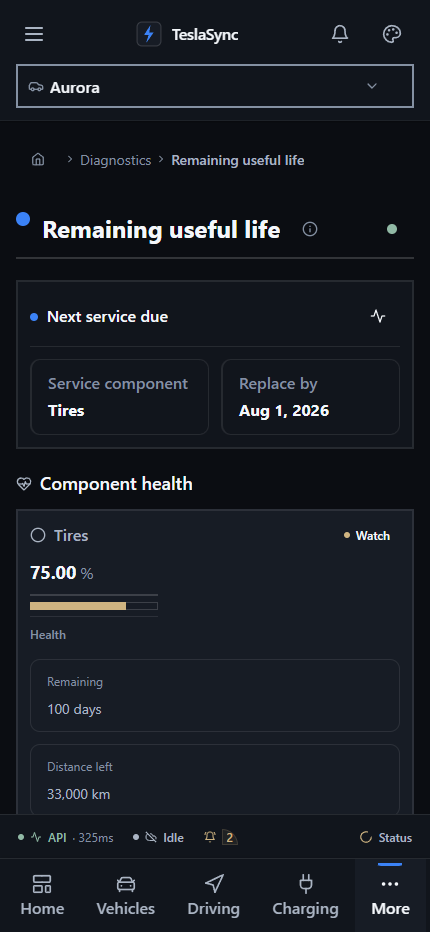 TeslaSync
Aurora
Diagnostics
Remaining useful life
Remaining useful life
Next service due
Service component
Tires
Replace by
Aug 1, 2026
Component health
Tires
Watch
75.00 %
Health
Remaining
100 days
Distance left
33,000 km
API · 325ms
Idle
2
Status
Home
Vehicles
Driving
Charging
More